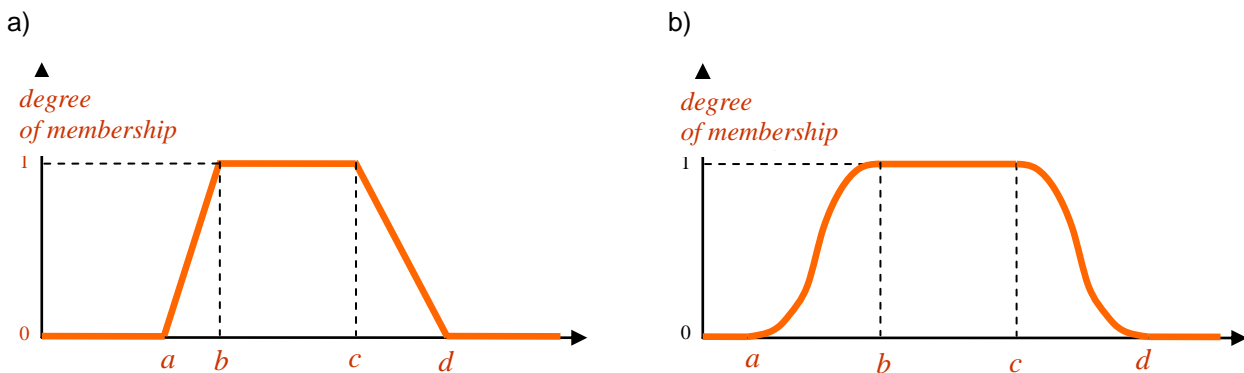 a)
degree
of membership
1
0
a b c d
b)
degree
of membership
1
0
a b c d